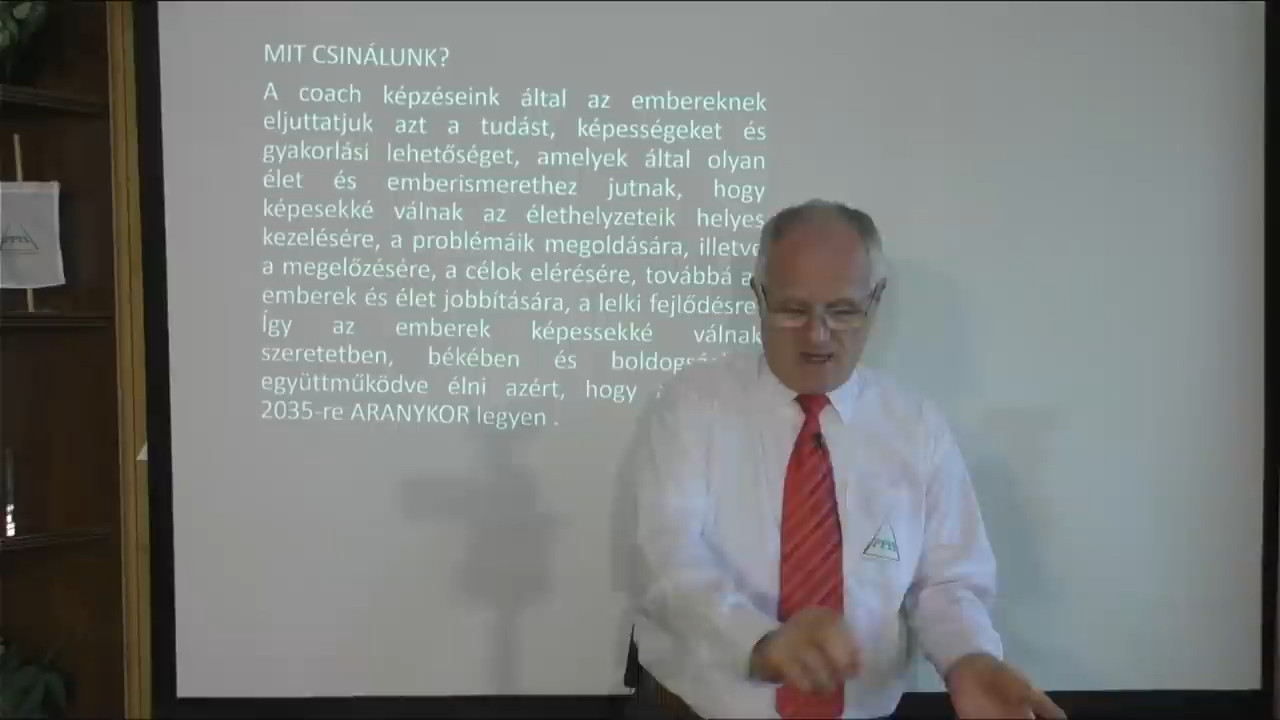 MIT CSINÁLUNK?
A coach képzéseink által az embereknek
eljuttatjuk azt a tudást, képességeket és
gyakorlási lehetőséget, amelyek által olyan
élet és emberismerethez jutnak, hogy
képesekké válnak az élethelyzeteik helyes
kezelésére, a problémáik megoldására, illetve
a megelőzésére, a célok elérésére, továbbá
emberek és élet jobbítására, a lelki fejlődésre
Így az emberek képessekké válnak
szeretetben, békében és
együttműködve élni azért, hogy
2035-re ARANYKOR legyen .